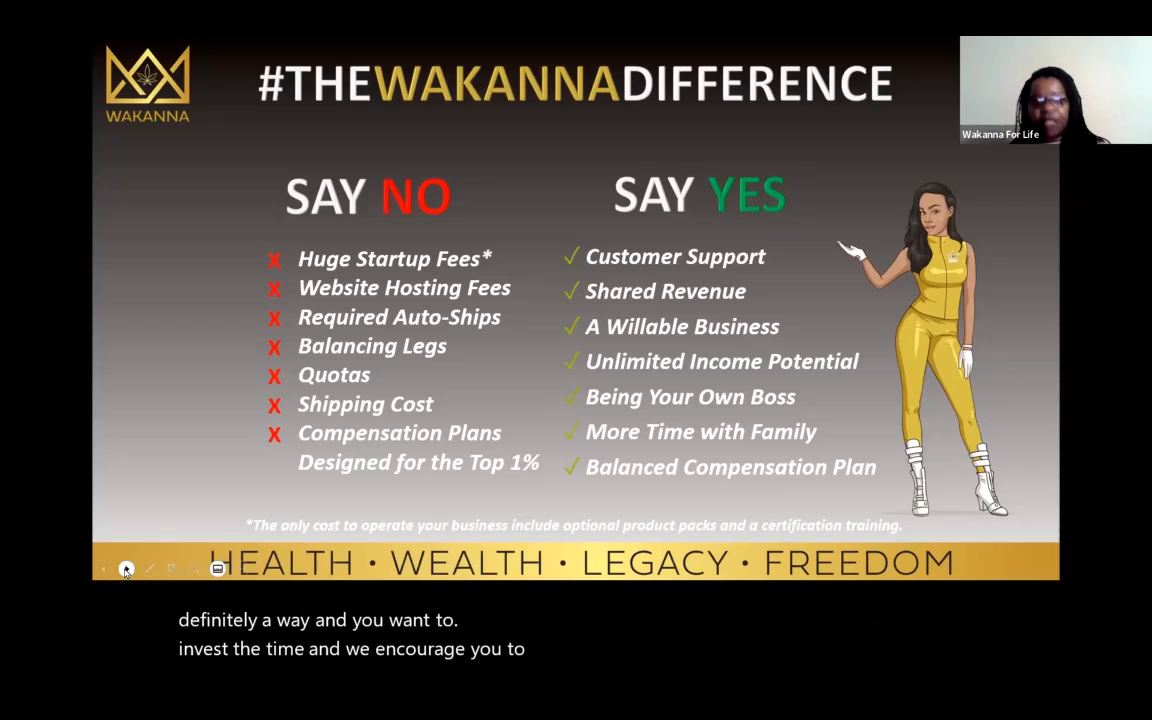 #THEWAKANNADIFFERENCE
WAKANNA
Wakanna For Life
SAY NO
X Huge Startup Fees*
X Website Hosting Fees
X Required Auto-Ships
X Balancing Legs
X Quotas
X Shipping Cost
X Compensation Plans
Designed for the Top 1%
SAY YES
✓ Customer Support
✓ Shared Revenue
✓ A Willable Business
✓ Unlimited Income Potential
✓ Being Your Own Boss
✓ More Time with Family
✓ Balanced Compensation Plan
*The only cost to operate your business include optional product packs and a certification training.
HEALTH • WEALTH • LEGACY • FREEDOM
definitely a way and you want to.
invest the time and we encourage you to